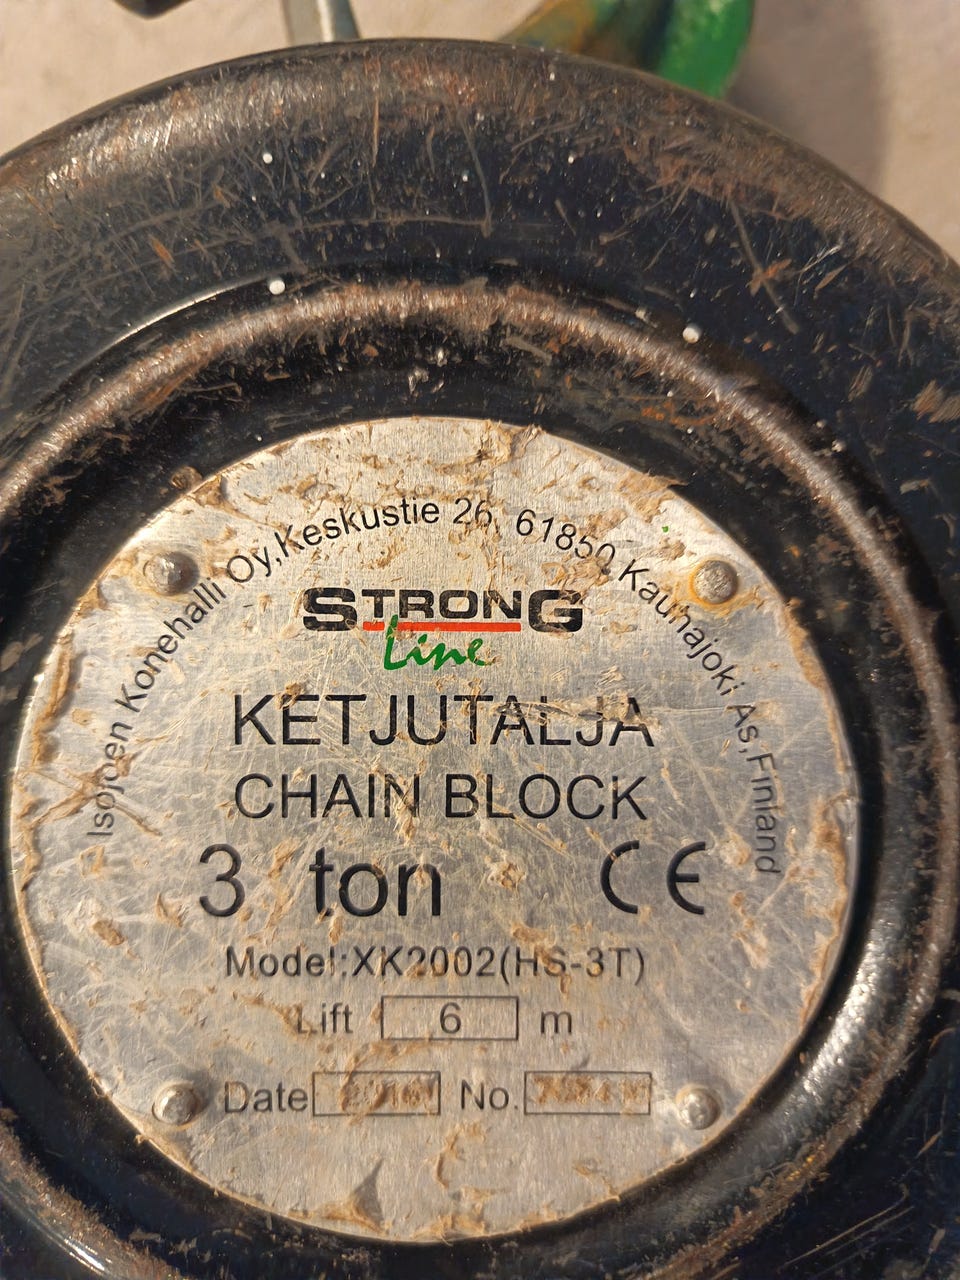 Isojoen Konehalli Oy,Keskustie 26, 61850 Kauhajoki As,Finland
STRONG
Line
KETJUTALJA
CHAIN BLOCK
3 ton CE
Model:XK2002(HS-3T)
Lift 6 m
Date No.